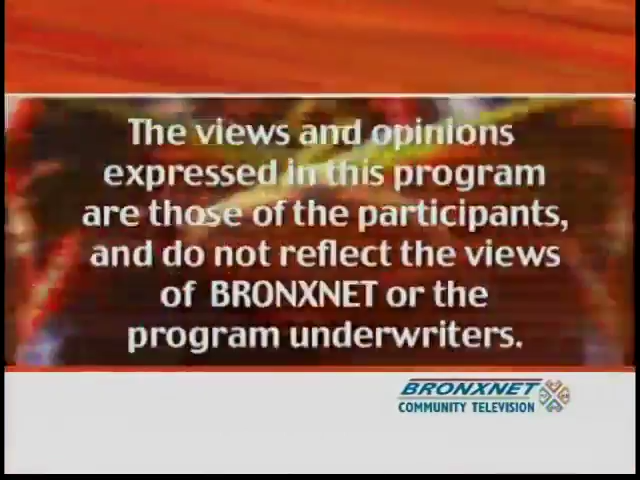 The views and opinions
expressed in this program
are those of the participants,
and do not reflect the views
of BRONXNET or the
program underwriters.
BRONXNET
COMMUNITY TELEVISION